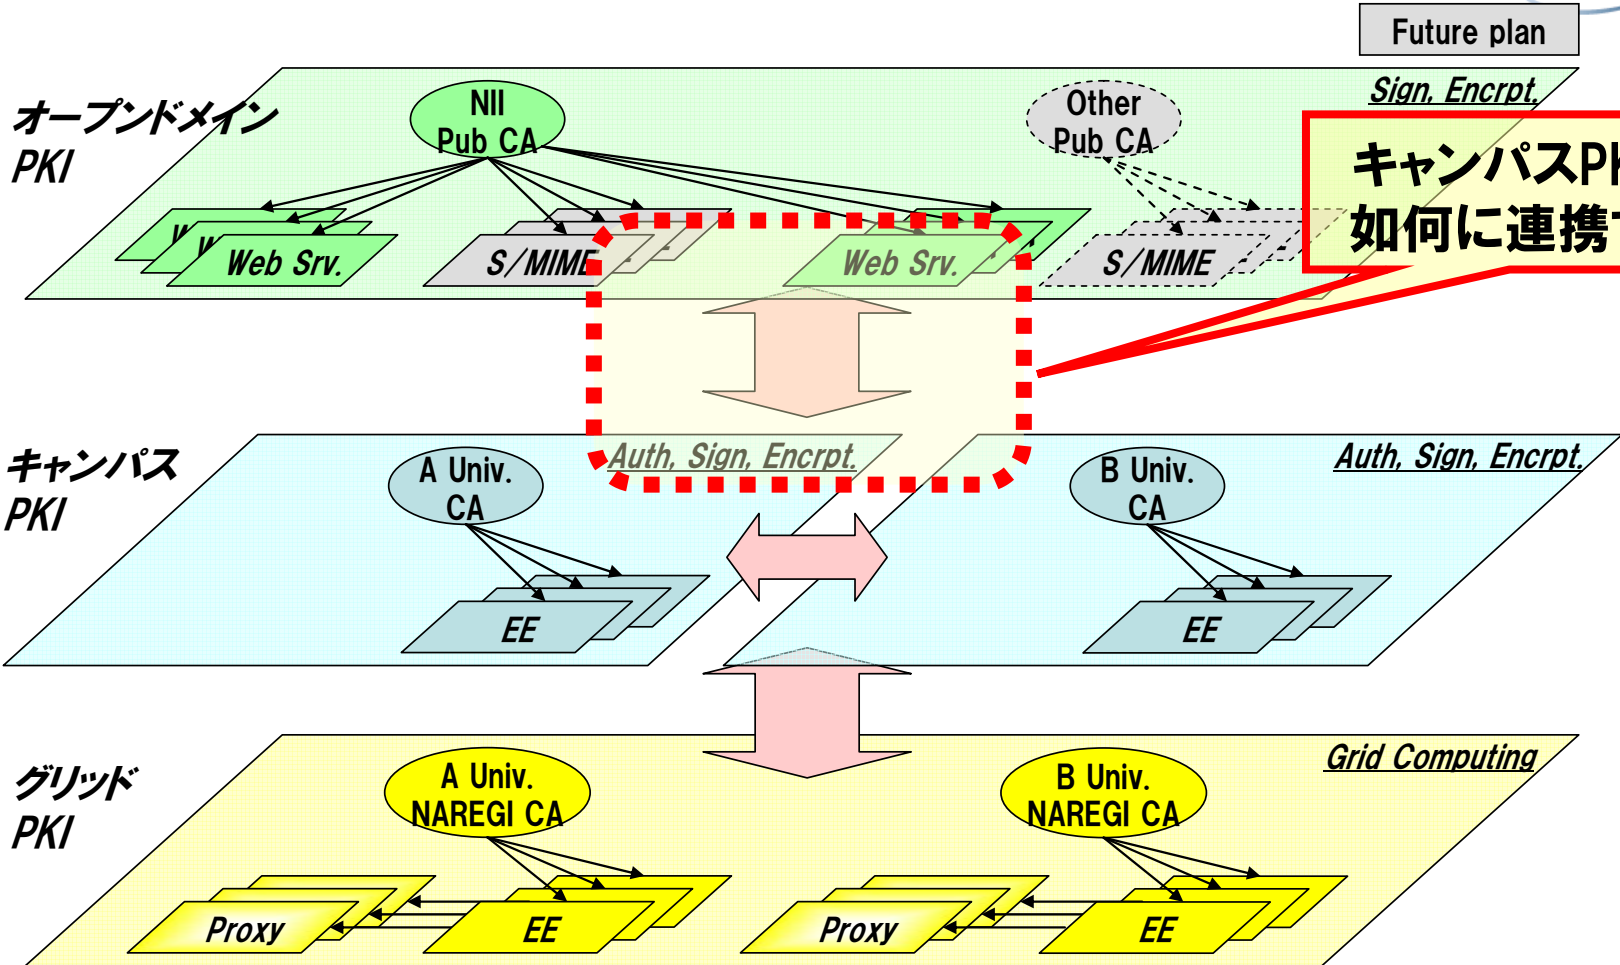 Future plan
オープンドメイン
PKI
NII
Pub CA
Other
Pub CA
Sign, Encrpt.
キャンパスPK
如何に連携
Web Srv.
S/MIME
Web Srv.
S/MIME
キャンパス
PKI
A Univ.
CA
Auth, Sign, Encrpt.
B Univ.
CA
Auth, Sign, Encrpt.
EE
EE
グリッド
PKI
A Univ.
NAREGI CA
B Univ.
NAREGI CA
Grid Computing
Proxy
EE
Proxy
EE